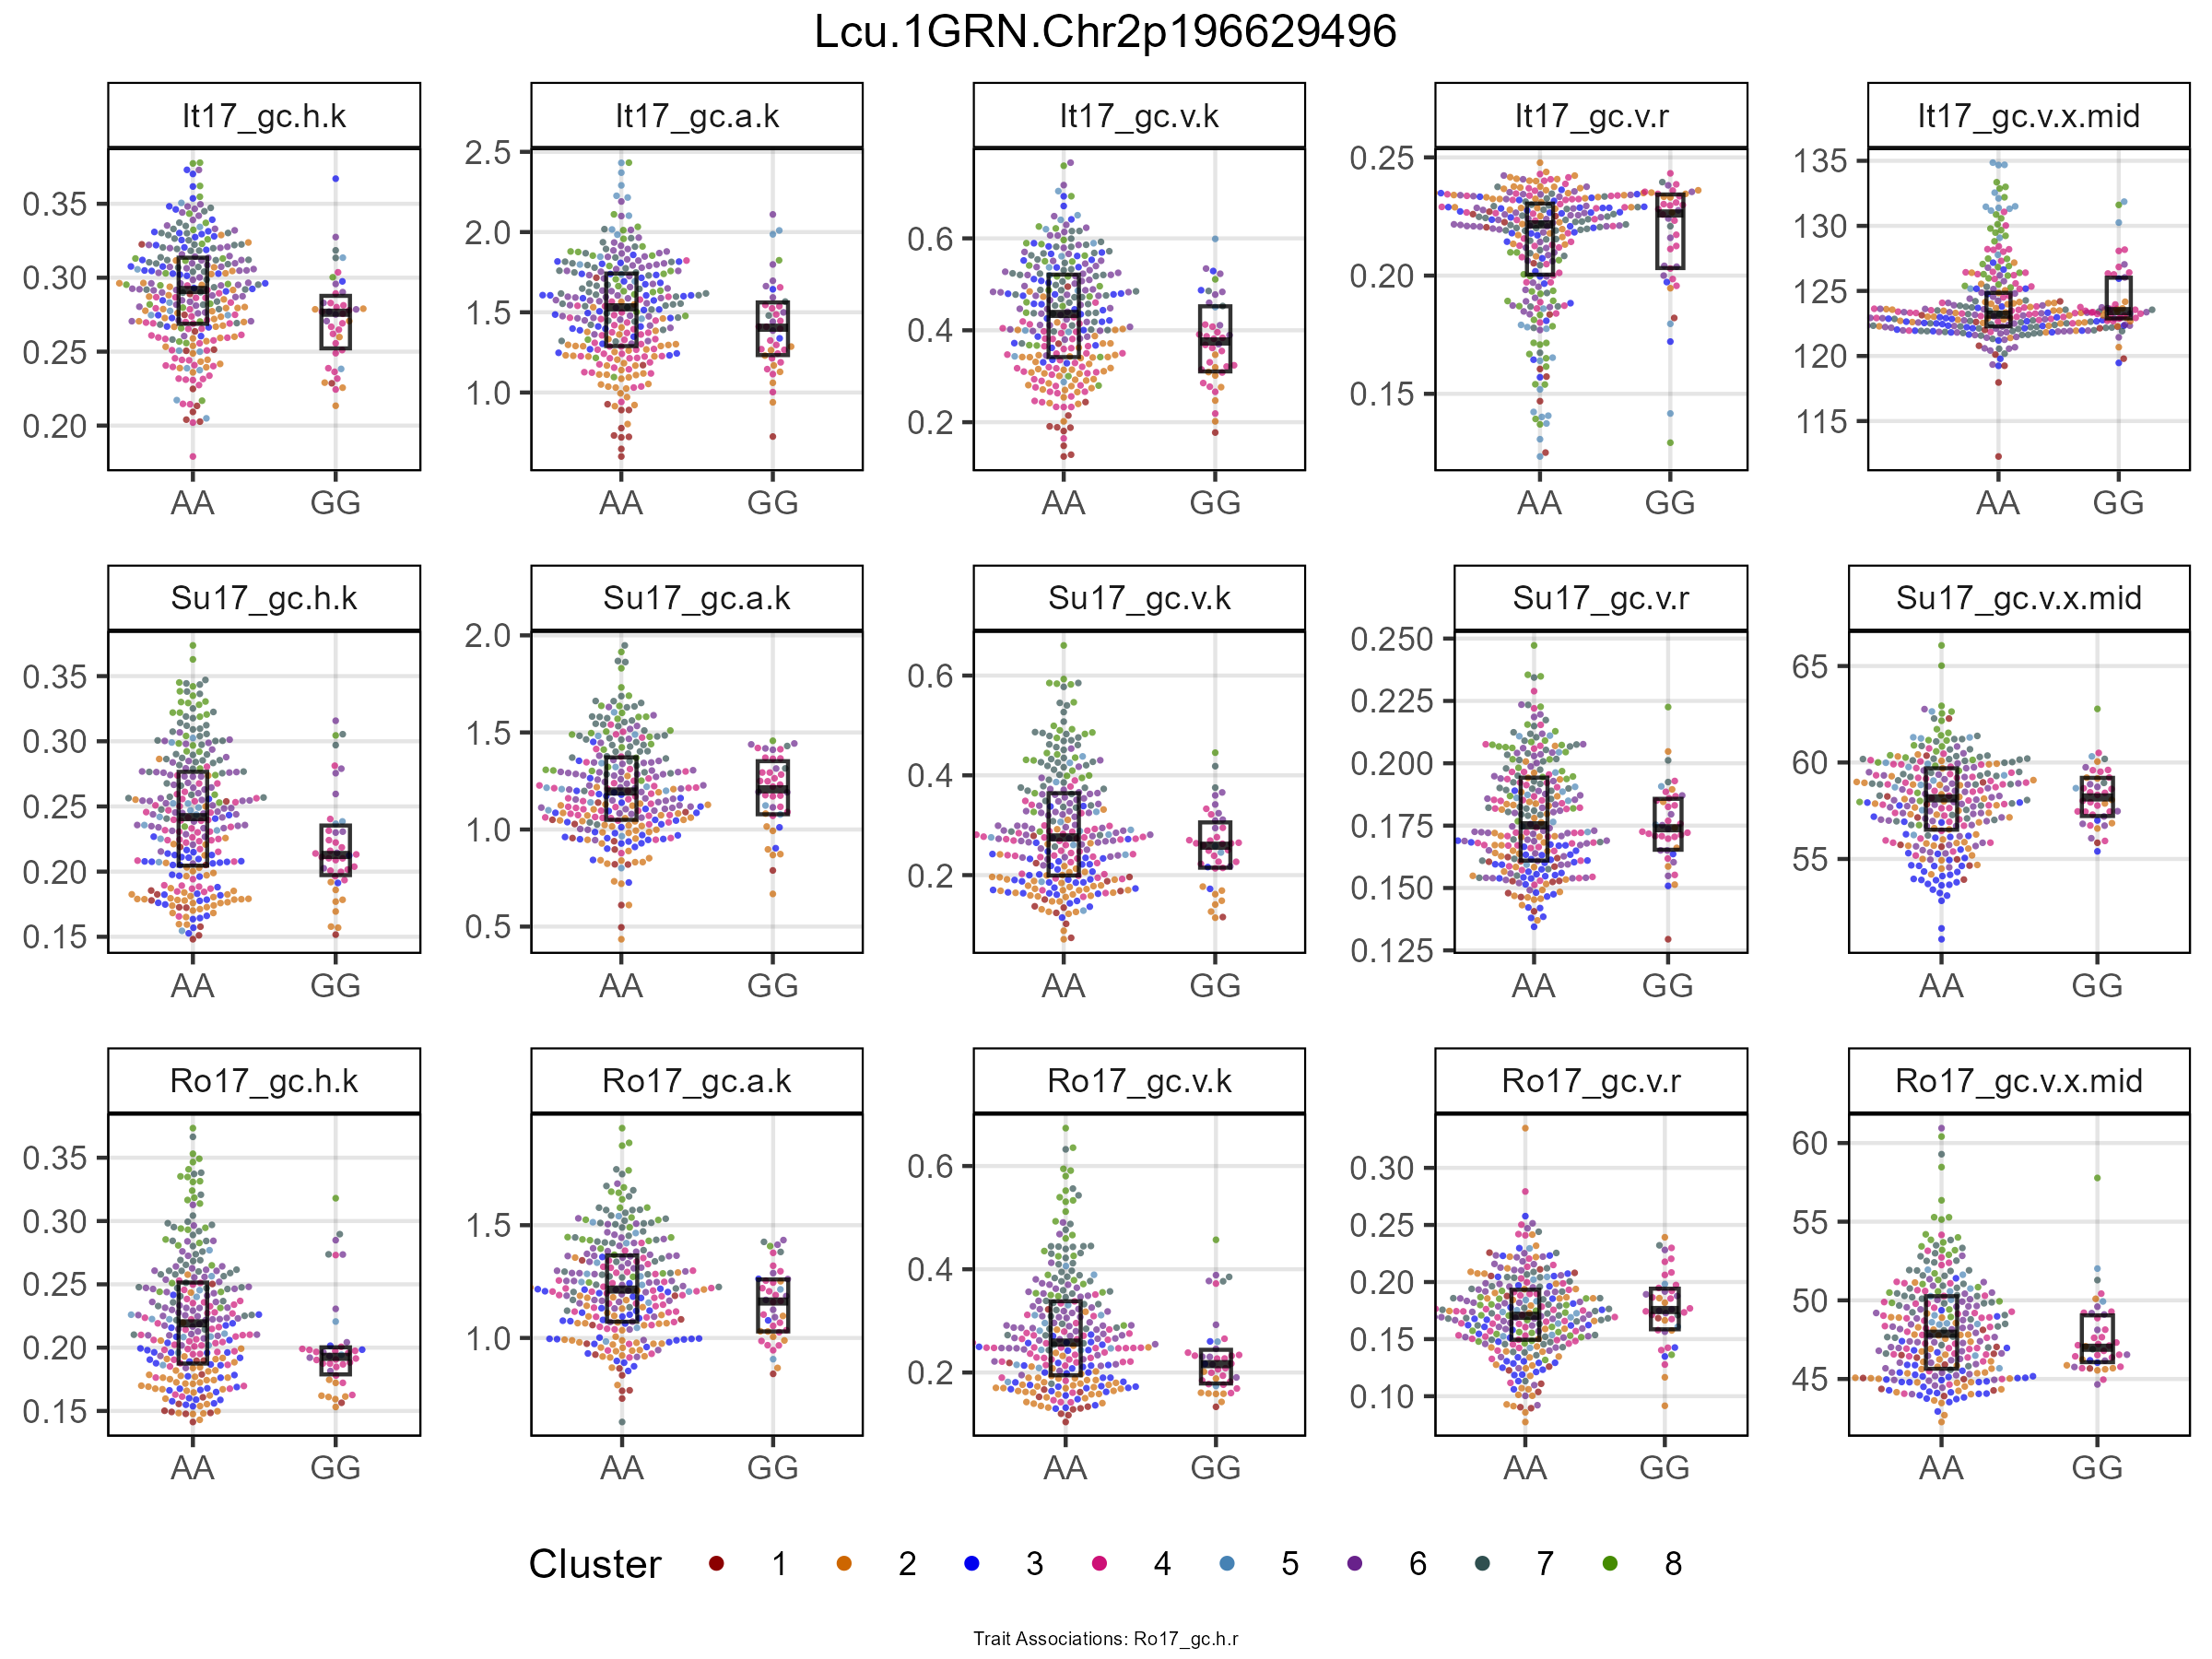 Lcu.1GRN.Chr2p196629496
It17_gc.h.k
It17_gc.a.k
It17_gc.v.k
It17_gc.v.r
It17_gc.v.x.mid
0.35
0.30
0.25
0.20
AA GG
2.5
2.0
1.5
1.0
AA GG
0.6
0.4
0.2
AA GG
0.25
0.20
0.15
AA GG
135
130
125
120
115
AA GG
Su17_gc.h.k
Su17_gc.a.k
Su17_gc.v.k
Su17_gc.v.r
Su17_gc.v.x.mid
0.35
0.30
0.25
0.20
0.15
AA GG
2.0
1.5
1.0
0.5
AA GG
0.6
0.4
0.2
AA GG
0.250
0.225
0.200
0.175
0.150
0.125
AA GG
65
60
55
AA GG
Ro17_gc.h.k
Ro17_gc.a.k
Ro17_gc.v.k
Ro17_gc.v.r
Ro17_gc.v.x.mid
0.35
0.30
0.25
0.20
0.15
AA GG
1.5
1.0
AA GG
0.6
0.4
0.2
AA GG
0.30
0.25
0.20
0.15
0.10
AA GG
60
55
50
45
AA GG
Cluster 1 2 3 4 5 6 7 8
Trait Associations: Ro17_gc.h.r